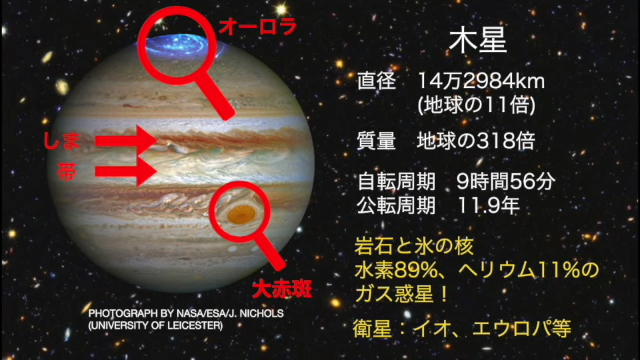 オーロラ
しま
帯
大赤斑
PHOTOGRAPH BY NASA/ESA/J. NICHOLS
(UNIVERSITY OF LEICESTER)
木星
直径　14万2984km
(地球の11倍)
質量　地球の318倍
自転周期　9時間56分
公転周期　11.9年
岩石と氷の核
水素89%、ヘリウム11%の
ガス惑星！
衛星：イオ、エウロパ等